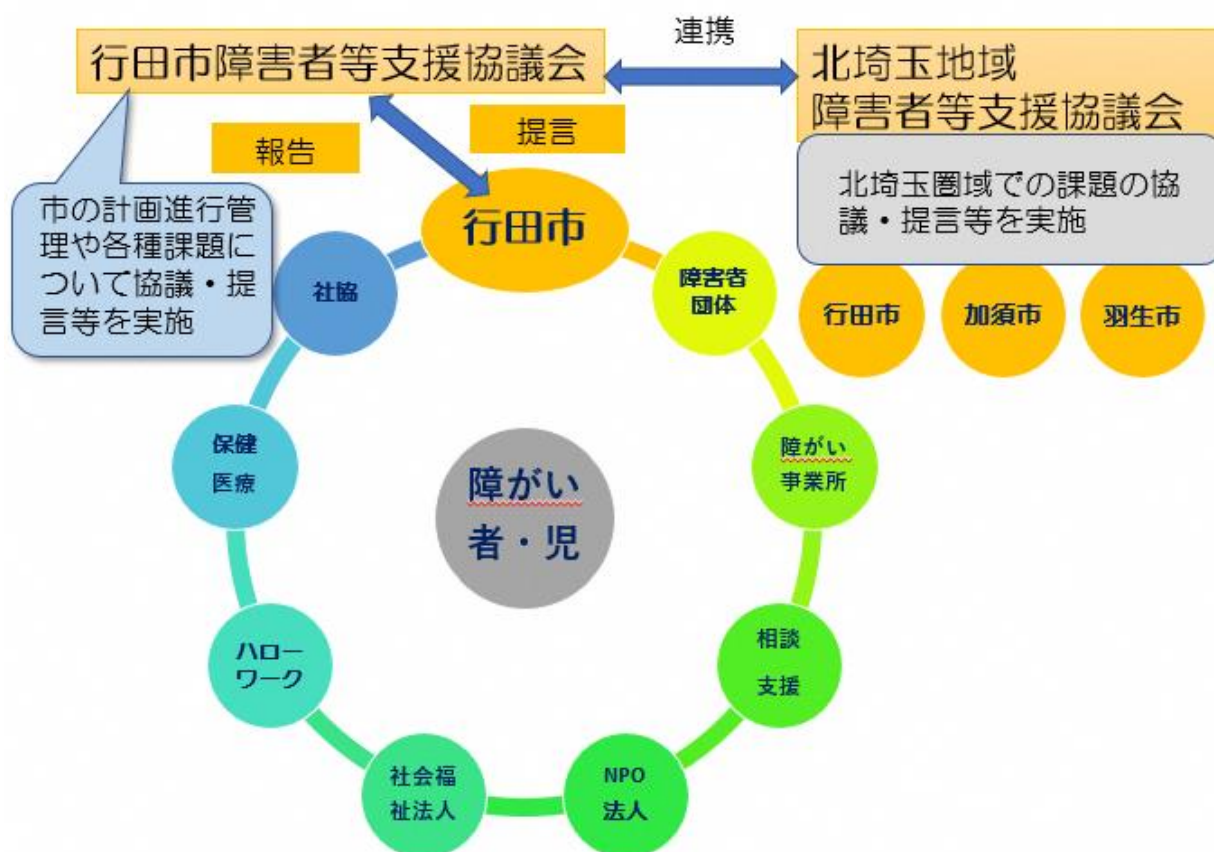 連携
行田市障害者等支援協議会
北埼玉地域
障害者等支援協議会
報告
提言
市の計画進行管
理や各種課題に
ついて協議・提
言等を実施
北埼玉圏域での課題の協
議・提言等を実施
行田市
加須市
羽生市
行田市
障害者
団体
障がい
事業所
相談
支援
NPO
法人
社会福
祉法人
ハロー
ワーク
保健
医療
社協
障がい
者・児